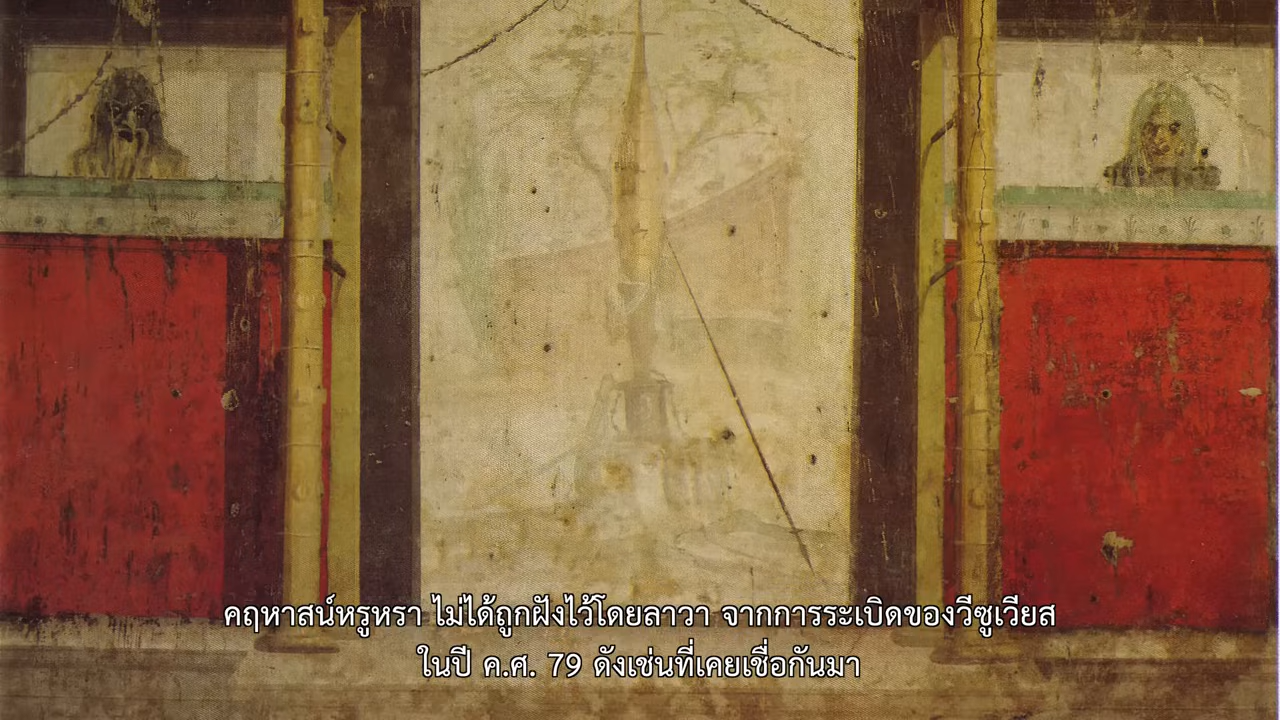 คฤหาสน์หรูหรา ไม่ได้ถูกฝังไว้โดยลาวา จากการระเบิดของวีซูเวียส
ในปี ค.ศ. 79 ดังเช่นที่เคยเชื่อกันมา